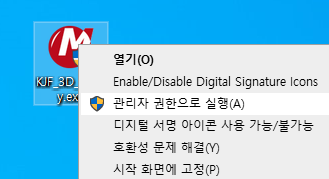 KJF_3D_
y.ex
열기(O)
Enable/Disable Digital Signature Icons
관리자 권한으로 실행(A)
디지털 서명 아이콘 사용 가능/불가능
호환성 문제 해결(Y)
시작 화면에 고정(P)